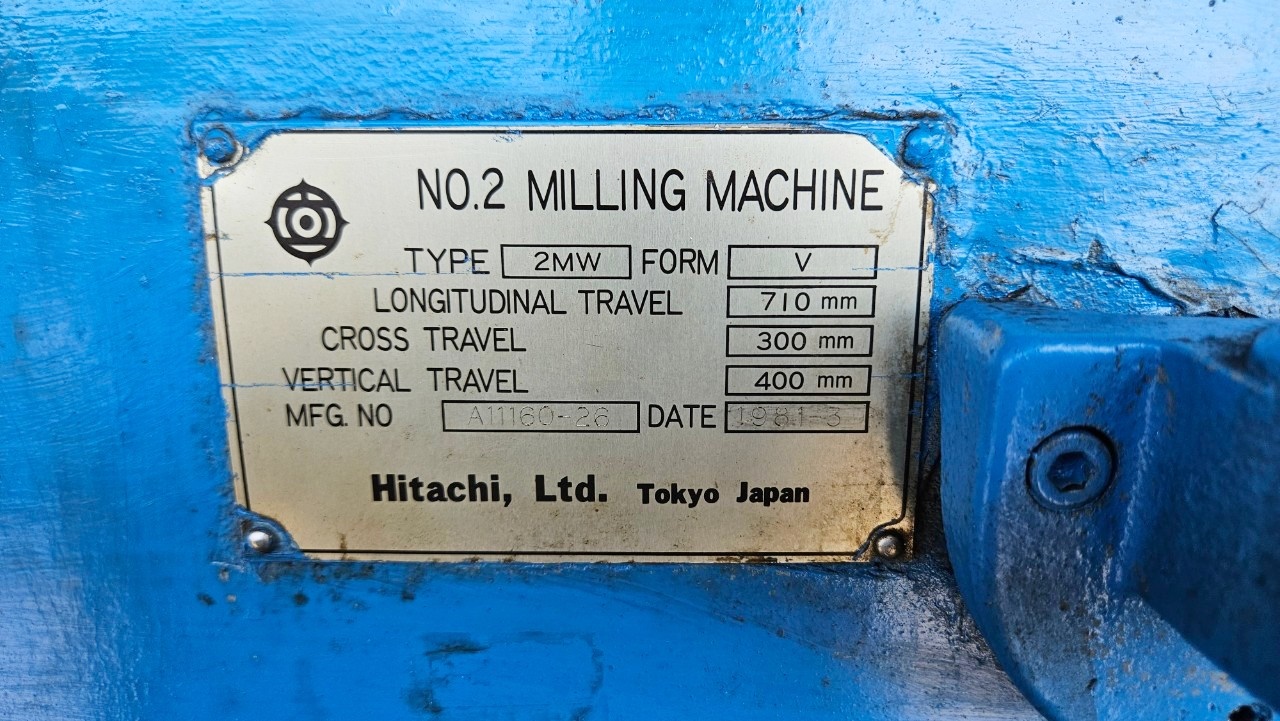 NO.2 MILLING MACHINE
TYPE 2MW FORM V
LONGITUDINAL TRAVEL 710 mm
CROSS TRAVEL 300 mm
VERTICAL TRAVEL 400 mm
MFG. NO A11160-26 DATE 1981-3
Hitachi, Ltd. Tokyo Japan